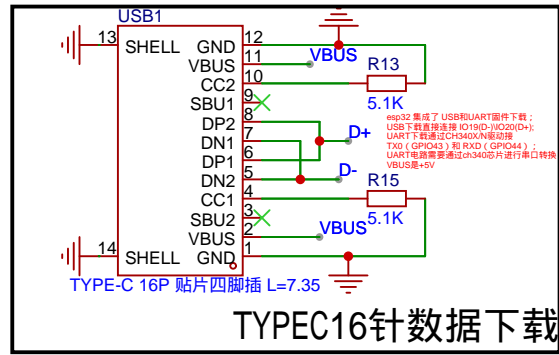 USB1
13 SHELL GND 12
VBUS 11 VBUS
CC2 10 R13
SBU1 9 5.1K
DP2 8
DN1 7 D+
DP1 6
DN2 5 D-
CC1 4 R15
SBU2 3 5.1K
VBUS 2 VBUS
14 SHELL GND 1
esp32 集成了 USB和UART固件下载；
USB下载直接连接 IO19(D-)\IO20(D+);
UART下载通过CH340X/N驱动接
TX0（GPIO43）和 RXD（GPIO44）；
UART电路需要通过ch340芯片进行串口转换
VBUS是+5V
TYPE-C 16P 贴片四脚插 L=7.35
TYPEC16针数据下载